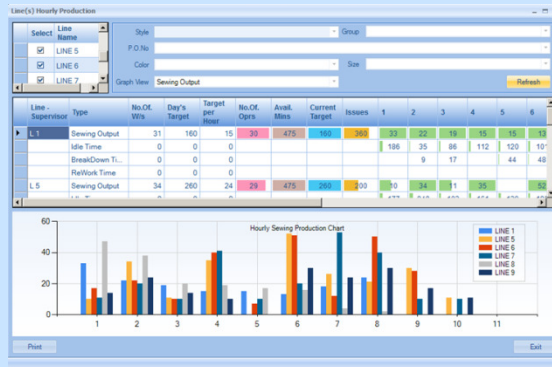 Line(s) Hourly Production
Select Line Name
LINE 5
LINE 6
LINE 7
Style
Group
P.O.No
Color
Size
Graph View Sewing Output
Refresh
Line - Supervisor Type No.Of. W/s Day's Target Target per Hour No.Of. Oprs Avail. Mins Current Target Issues 1 2 3 4 5 6
L 1 Sewing Output 31 160 15 30 475 160 360 33 22 19 15 15 13
Idle Time 0 0 0 186 35 86 112 120 101
BreakDown Ti... 0 0 0 9 17 44 48
ReWork Time 0 0 0
L 5 Sewing Output 34 260 24 29 475 260 200 10 34 11 35 52
Hourly Sewing Production Chart
60
40
20
0
1 2 3 4 5 6 7 8 9 10 11
LINE 1
LINE 5
LINE 6
LINE 7
LINE 8
LINE 9
Print
Exit